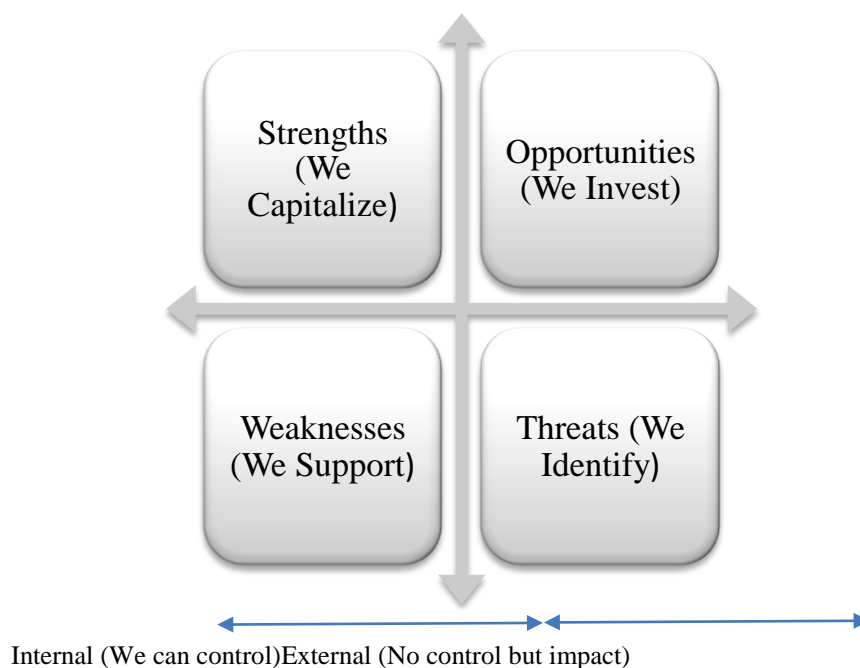 Strengths
(We
Capitalize)
Opportunities
(We Invest)
Weaknesses
(We Support)
Threats (We
Identify)
Internal (We can control)External (No control but impact)